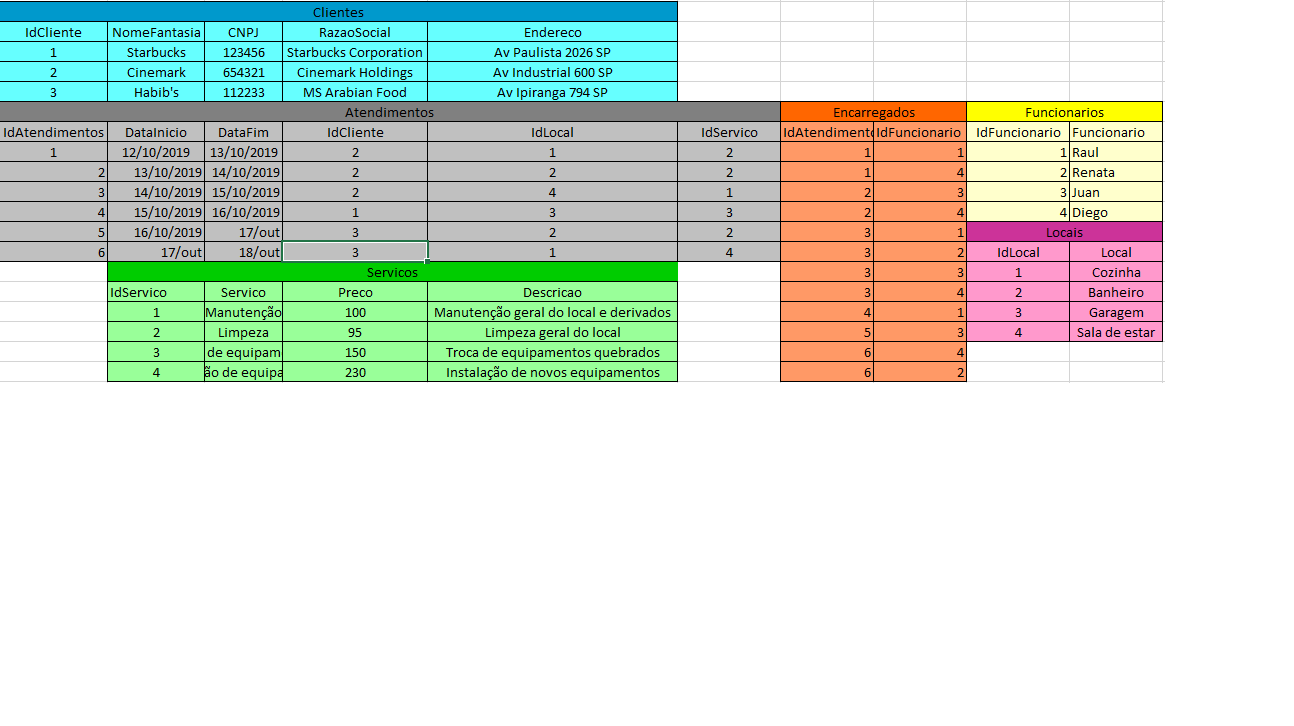 Clientes
IdCliente NomeFantasia CNPJ RazaoSocial Endereco
1 Starbucks 123456 Starbucks Corporation Av Paulista 2026 SP
2 Cinemark 654321 Cinemark Holdings Av Industrial 600 SP
3 Habib's 112233 MS Arabian Food Av Ipiranga 794 SP
Atendimentos Encarregados Funcionarios
IdAtendimentos DataInicio DataFim IdCliente IdLocal IdServico IdAtendiment IdFuncionario IdFuncionario Funcionario
1 12/10/2019 13/10/2019 2 1 2 1 1 1 Raul
2 13/10/2019 14/10/2019 2 2 2 1 4 2 Renata
3 14/10/2019 15/10/2019 2 4 1 2 3 3 Juan
4 15/10/2019 16/10/2019 1 3 3 2 4 4 Diego
5 16/10/2019 17/out 3 2 2 3 1 Locais
6 17/out 18/out 3 1 4 3 2 IdLocal Local
Servicos 3 3 1 Cozinha
IdServico Servico Preco Descricao 3 4 2 Banheiro
1 Manutenção 100 Manutenção geral do local e derivados 4 1 3 Garagem
2 Limpeza 95 Limpeza geral do local 5 3 4 Sala de estar
3 de equipam 150 Troca de equipamentos quebrados 6 4
4 ão de equipa 230 Instalação de novos equipamentos 6 2